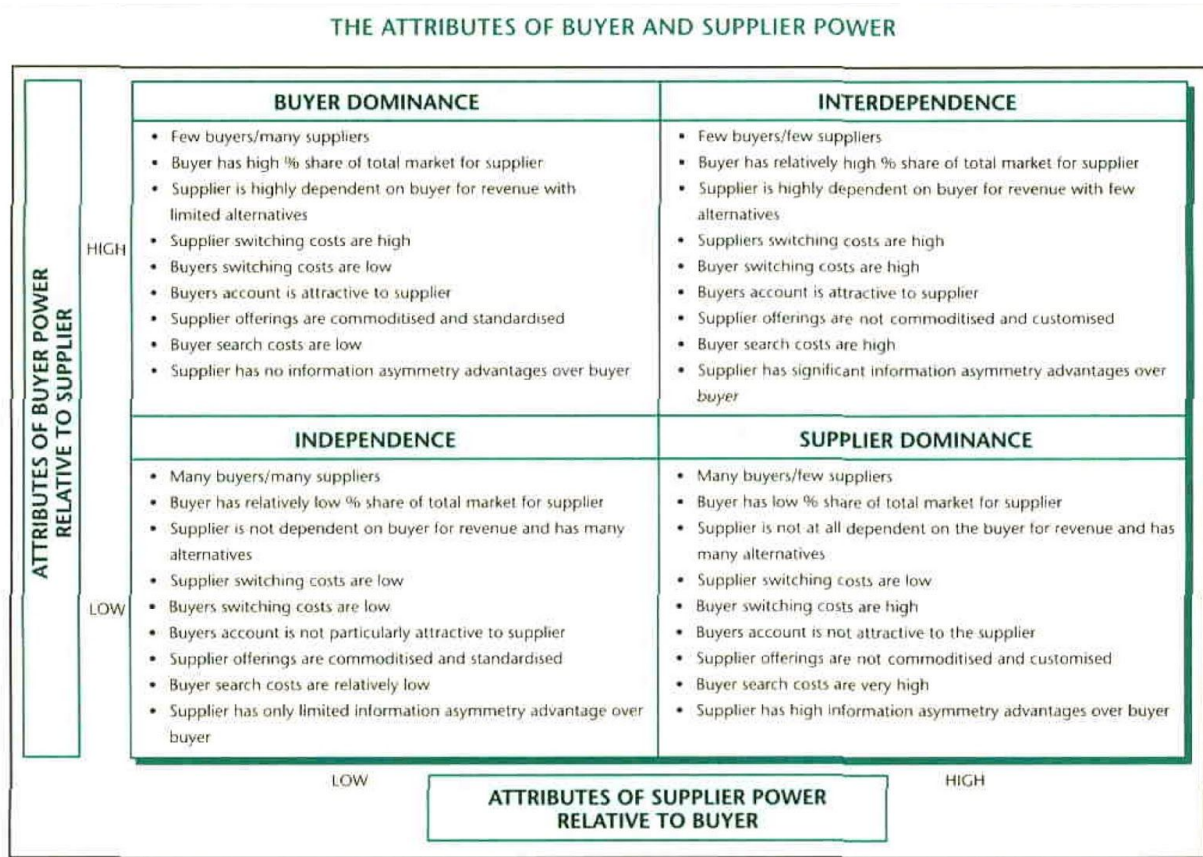 THE ATTRIBUTES OF BUYER AND SUPPLIER POWER
ATTRIBUTES OF BUYER POWER
RELATIVE TO SUPPLIER
HIGH
LOW
BUYER DOMINANCE
• Few buyers/many suppliers
• Buyer has high % share of total market for supplier
• Supplier is highly dependent on buyer for revenue with
limited alternatives
• Supplier switching costs are high
• Buyers switching costs are low
• Buyers account is attractive to supplier
• Supplier offerings are commoditised and standardised
• Buyer search costs are low
• Supplier has no information asymmetry advantages over buyer
INTERDEPENDENCE
• Few buyers/few suppliers
• Buyer has relatively high % share of total market for supplier
• Supplier is highly dependent on buyer for revenue with few
alternatives
• Suppliers switching costs are high
• Buyer switching costs are high
• Buyers account is attractive to supplier
• Supplier offerings are not commoditised and customised
• Buyer search costs are high
• Supplier has significant information asymmetry advantages over
buyer
INDEPENDENCE
• Many buyers/many suppliers
• Buyer has relatively low % share of total market for supplier
• Supplier is not dependent on buyer for revenue and has many
alternatives
• Supplier switching costs are low
• Buyers switching costs are low
• Buyers account is not particularly attractive to supplier
• Supplier offerings are commoditised and standardised
• Buyer search costs are relatively low
• Supplier has only limited information asymmetry advantage over
buyer
SUPPLIER DOMINANCE
• Many buyers/few suppliers
• Buyer has low % share of total market for supplier
• Supplier is not at all dependent on the buyer for revenue and has
many alternatives
• Supplier switching costs are low
• Buyer switching costs are high
• Buyers account is not attractive to the supplier
• Supplier offerings are not commoditised and customised
• Buyer search costs are very high
• Supplier has high information asymmetry advantages over buyer
LOW
HIGH
ATTRIBUTES OF SUPPLIER POWER
RELATIVE TO BUYER